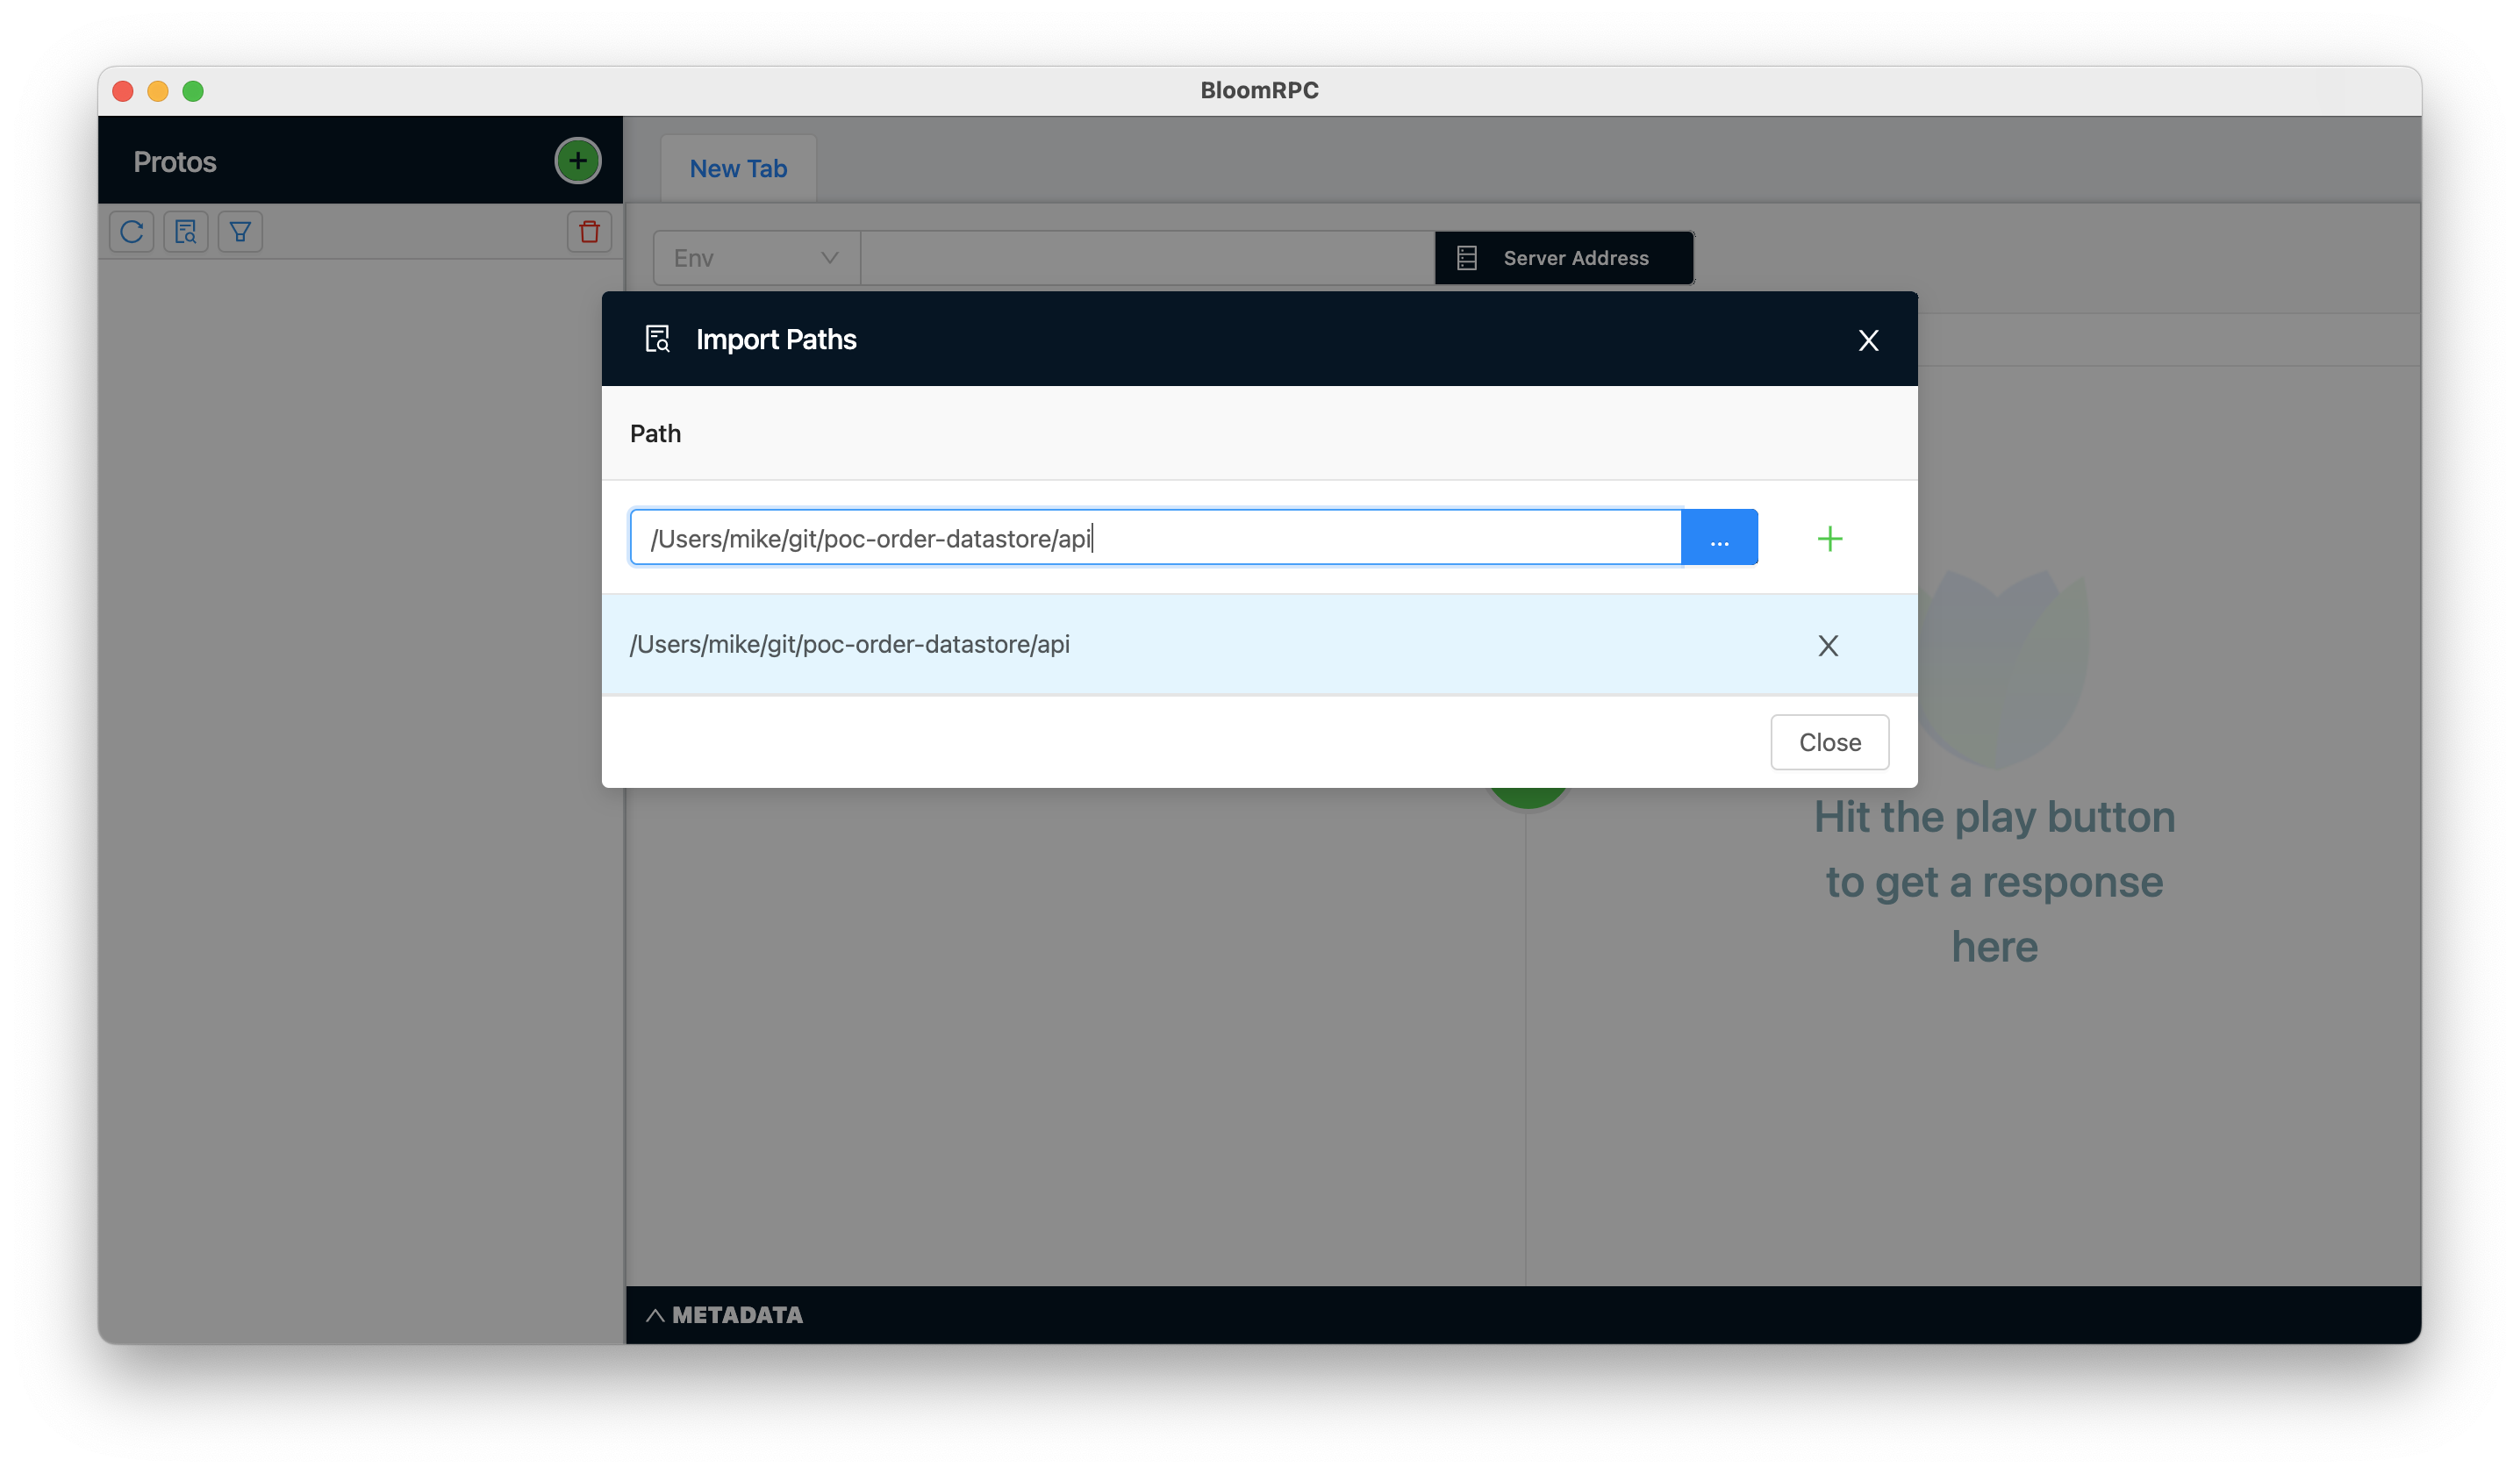 BloomRPC
Protos
New Tab
Env
Server Address
Import Paths
Path
/Users/mike/git/poc-order-datastore/api
...
/Users/mike/git/poc-order-datastore/api
Close
Hit the play button
to get a response
here
METADATA